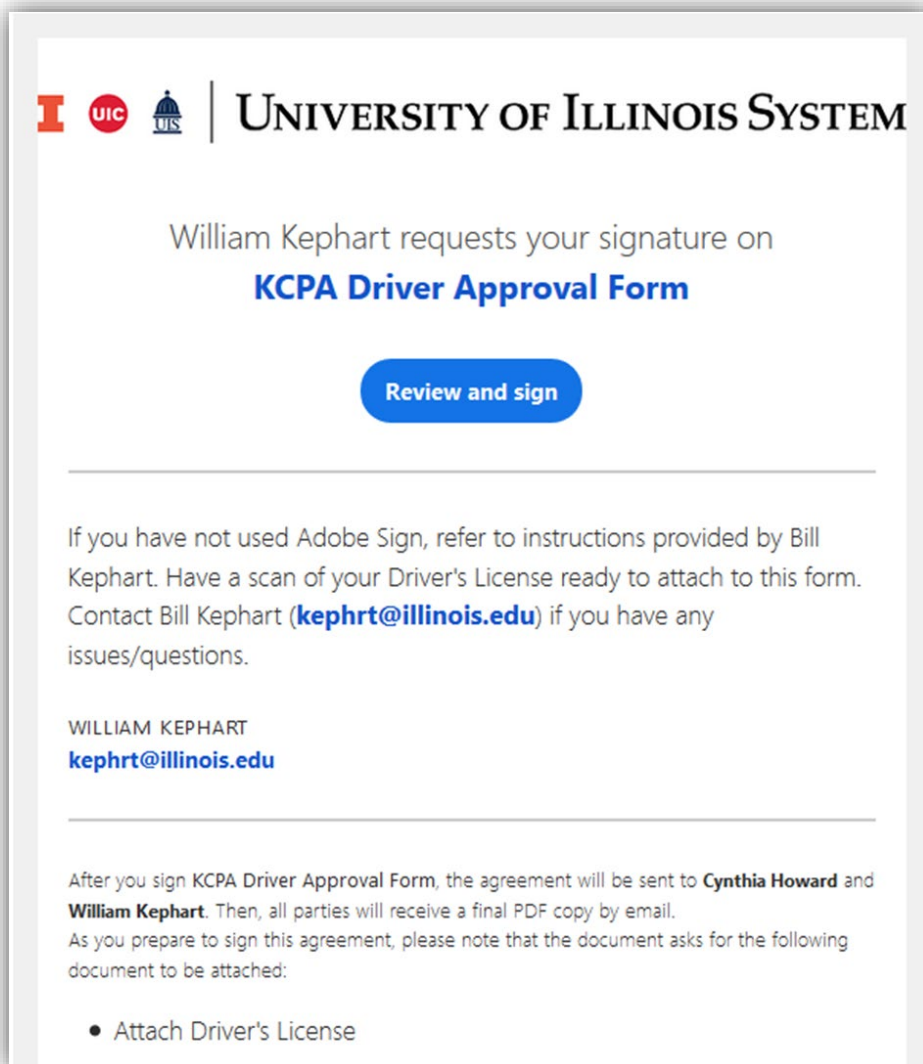 I UIC UIS UNIVERSITY OF ILLINOIS SYSTEM
William Kephart requests your signature on
KCPA Driver Approval Form
Review and sign
If you have not used Adobe Sign, refer to instructions provided by Bill
Kephart. Have a scan of your Driver's License ready to attach to this form.
Contact Bill Kephart (kephrt@illinois.edu) if you have any
issues/questions.
WILLIAM KEPHART
kephrt@illinois.edu
After you sign KCPA Driver Approval Form, the agreement will be sent to Cynthia Howard and
William Kephart. Then, all parties will receive a final PDF copy by email.
As you prepare to sign this agreement, please note that the document asks for the following
document to be attached:
• Attach Driver's License